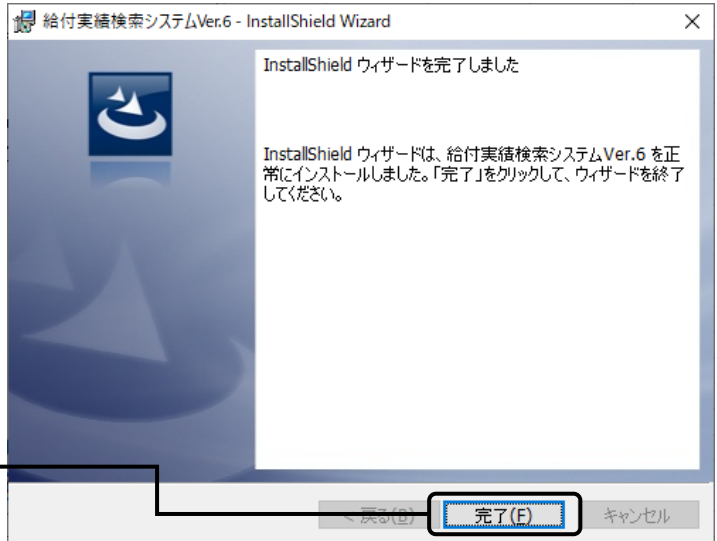 給付実績検索システムVer.6 - InstallShield Wizard
InstallShield ウィザードを完了しました
InstallShield ウィザードは、給付実績検索システムVer.6 を正
常にインストールしました。「完了」をクリックして、ウィザードを終了
してください。
< 戻る(B)
完了(F)
キャンセル